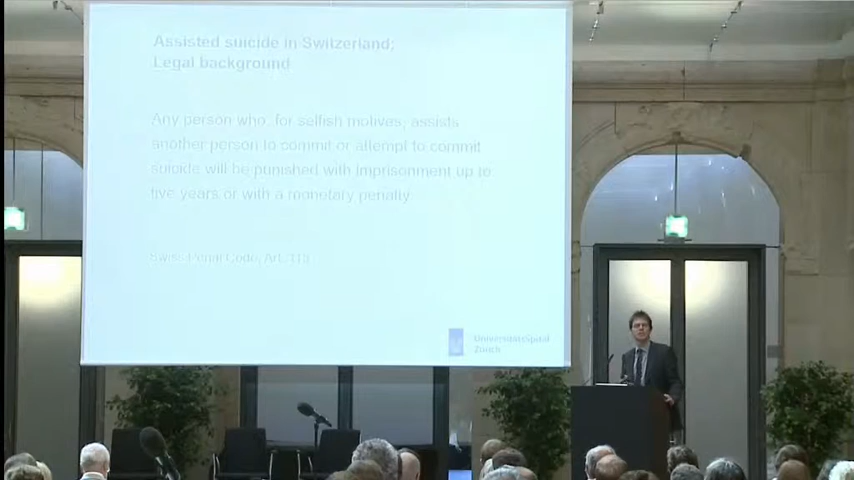 Assisted suicide in Switzerland;
Legal background
Any person who, for selfish motives, assists
another person to commit or attempt to commit
suicide will be punished with imprisonment up to
five years or with a monotary penalty.
Swiss Penal Code, Art.
UniversitätsSpital
Zürich